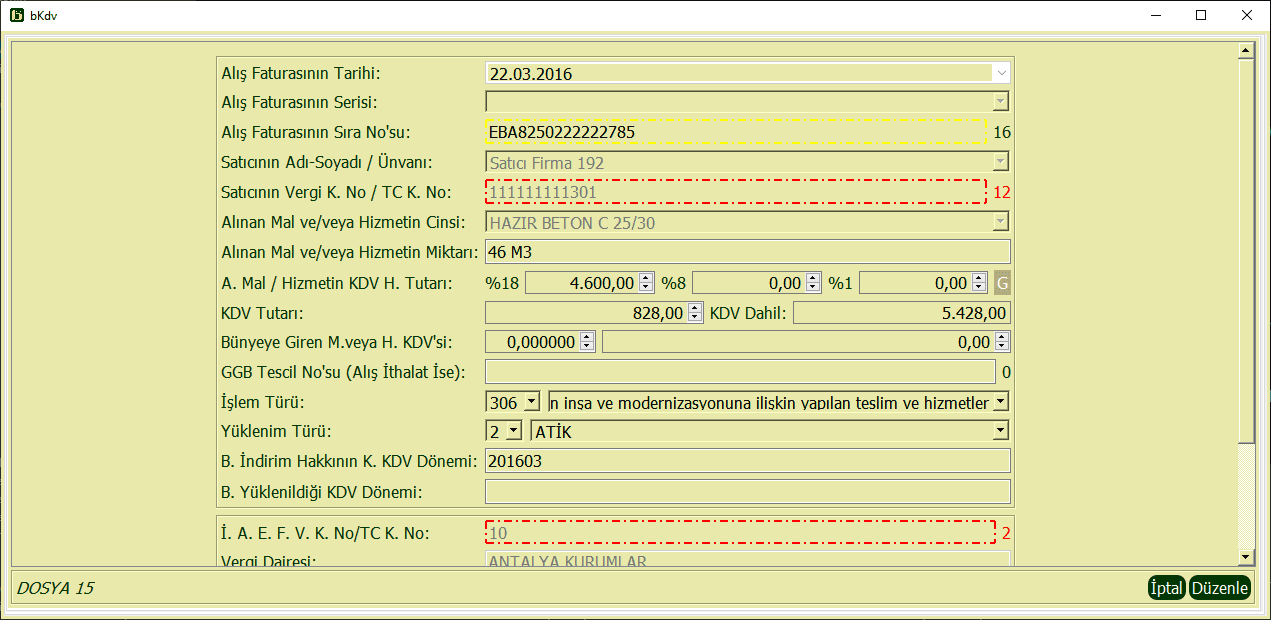 bKdv
Alış Faturasının Tarihi: 22.03.2016
Alış Faturasının Serisi:
Alış Faturasının Sıra No'su: EBA8250222222785 16
Satıcının Adı-Soyadı / Ünvanı: Satıcı Firma 192
Satıcının Vergi K. No / TC K. No: 111111111301 12
Alınan Mal ve/veya Hizmetin Cinsi: HAZIR BETON C 25/30
Alınan Mal ve/veya Hizmetin Miktarı: 46 M3
A. Mal / Hizmetin KDV H. Tutarı: %18 4.600,00 %8 0,00 %1 0,00 G
KDV Tutarı: 828,00 KDV Dahil: 5.428,00
Bünyeye Giren M.veya H. KDV'si: 0,000000 0,00
GGB Tescil No'su (Alış İthalat İse): 0
İşlem Türü: 306 n inşa ve modernizasyonuna ilişkin yapılan teslim ve hizmetler
Yüklenim Türü: 2 ATİK
B. İndirim Hakkının K. KDV Dönemi: 201603
B. Yüklenildiği KDV Dönemi:
İ. A. E. F. V. K. No/TC K. No: 10 2
Vergi Dairesi: ANTALYA KURUMLAR
DOSYA 15 İptal Düzenle